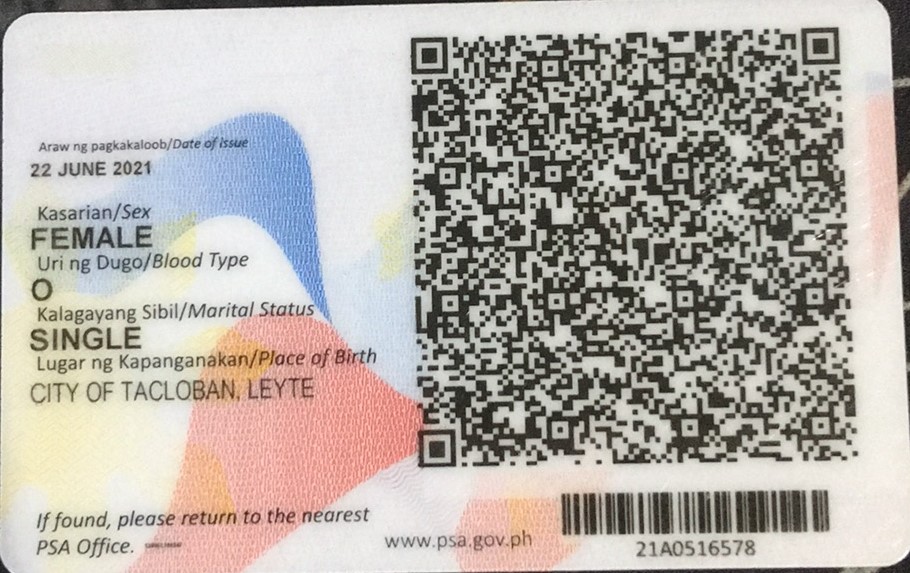 Araw ng pagkakaloob/Date of issue
22 JUNE 2021
Kasarian/Sex
FEMALE
Uri ng Dugo/Blood Type
O
Kalagayang Sibil/Marital Status
SINGLE
Lugar ng Kapanganakan/Place of Birth
CITY OF TACLOBAN, LEYTE
If found, please return to the nearest
PSA Office.
www.psa.gov.ph
21A0516578